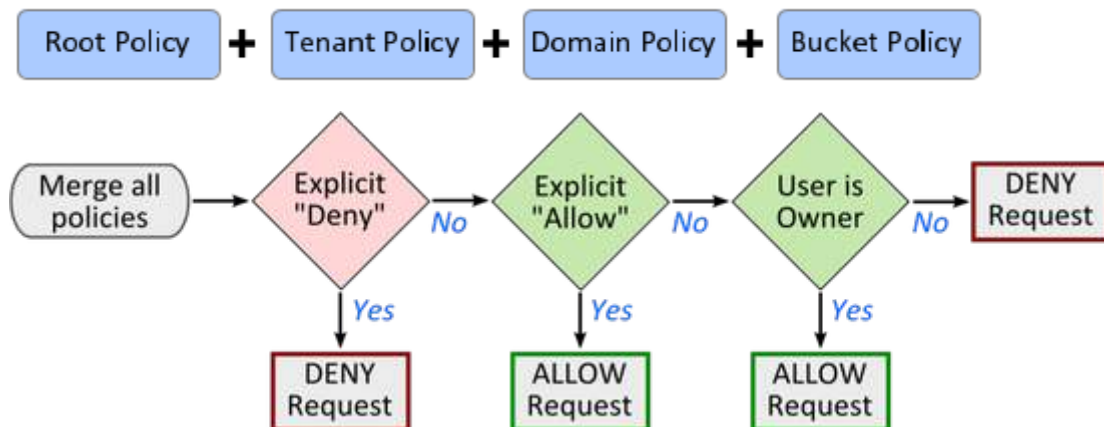 Root Policy + Tenant Policy + Domain Policy + Bucket Policy
Merge all
policies
Explicit
"Deny"
No
Explicit
"Allow"
No
User is
Owner
No
DENY
Request
Yes
Yes
Yes
DENY
Request
ALLOW
Request
ALLOW
Request